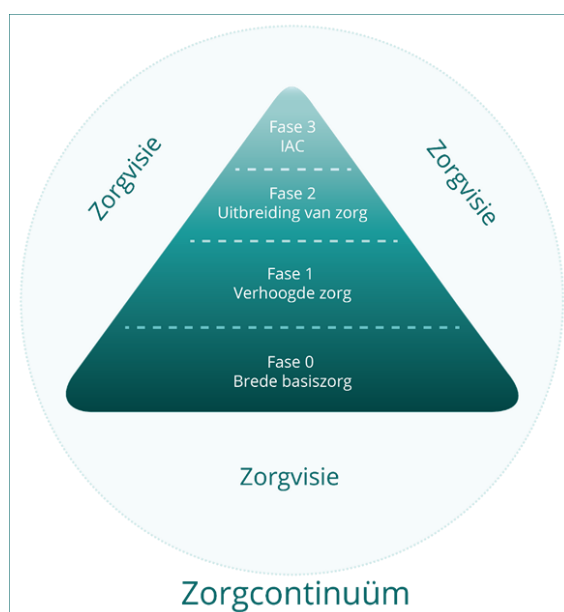 Zorgvisie
Zorgvisie
Fase 3
IAC
Fase 2
Uitbreiding van zorg
Fase 1
Verhoogde zorg
Fase 0
Brede basiszorg
Zorgvisie
Zorgcontinuüm